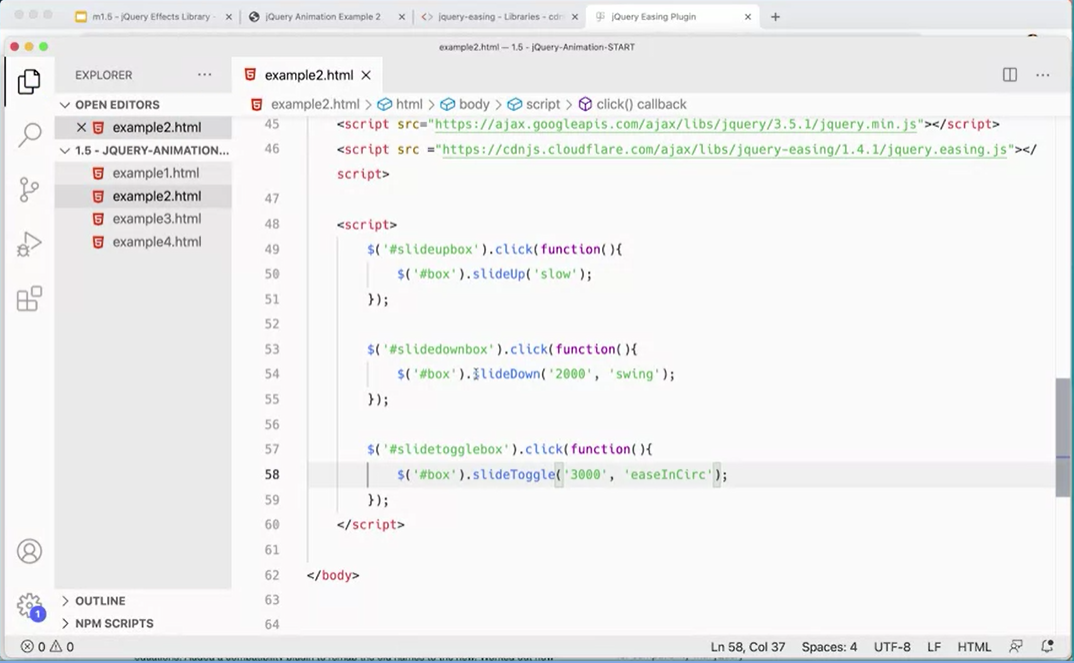 m1.5 - jQuery Effects Library - jQuery Animation Example 2 jquery-easing - Libraries - cdn jQuery Easing Plugin
example2.html — 1.5 - jQuery-Animation-START
EXPLORER
example2.html
OPEN EDITORS
example2.html > html > body > script > click() callback
example2.html
1.5 - JQUERY-ANIMATION...
example1.html
example2.html
example3.html
example4.html
45 <script src="https://ajax.googleapis.com/ajax/libs/jquery/3.5.1/jquery.min.js"></script>
46 <script src ="https://cdnjs.cloudflare.com/ajax/libs/jquery-easing/1.4.1/jquery.easing.js"></
script>
47
48 <script>
49 $('#slideupbox').click(function(){
50 $('#box').slideUp('slow');
51 });
52
53 $('#slidedownbox').click(function(){
54 $('#box').slideDown('2000', 'swing');
55 });
56
57 $('#slidetogglebox').click(function(){
58 $('#box').slideToggle('3000', 'easeInCirc');
59 });
60 </script>
61
62 </body>
63
64
OUTLINE
NPM SCRIPTS
1
0 0 Ln 58, Col 37 Spaces: 4 UTF-8 LF HTML